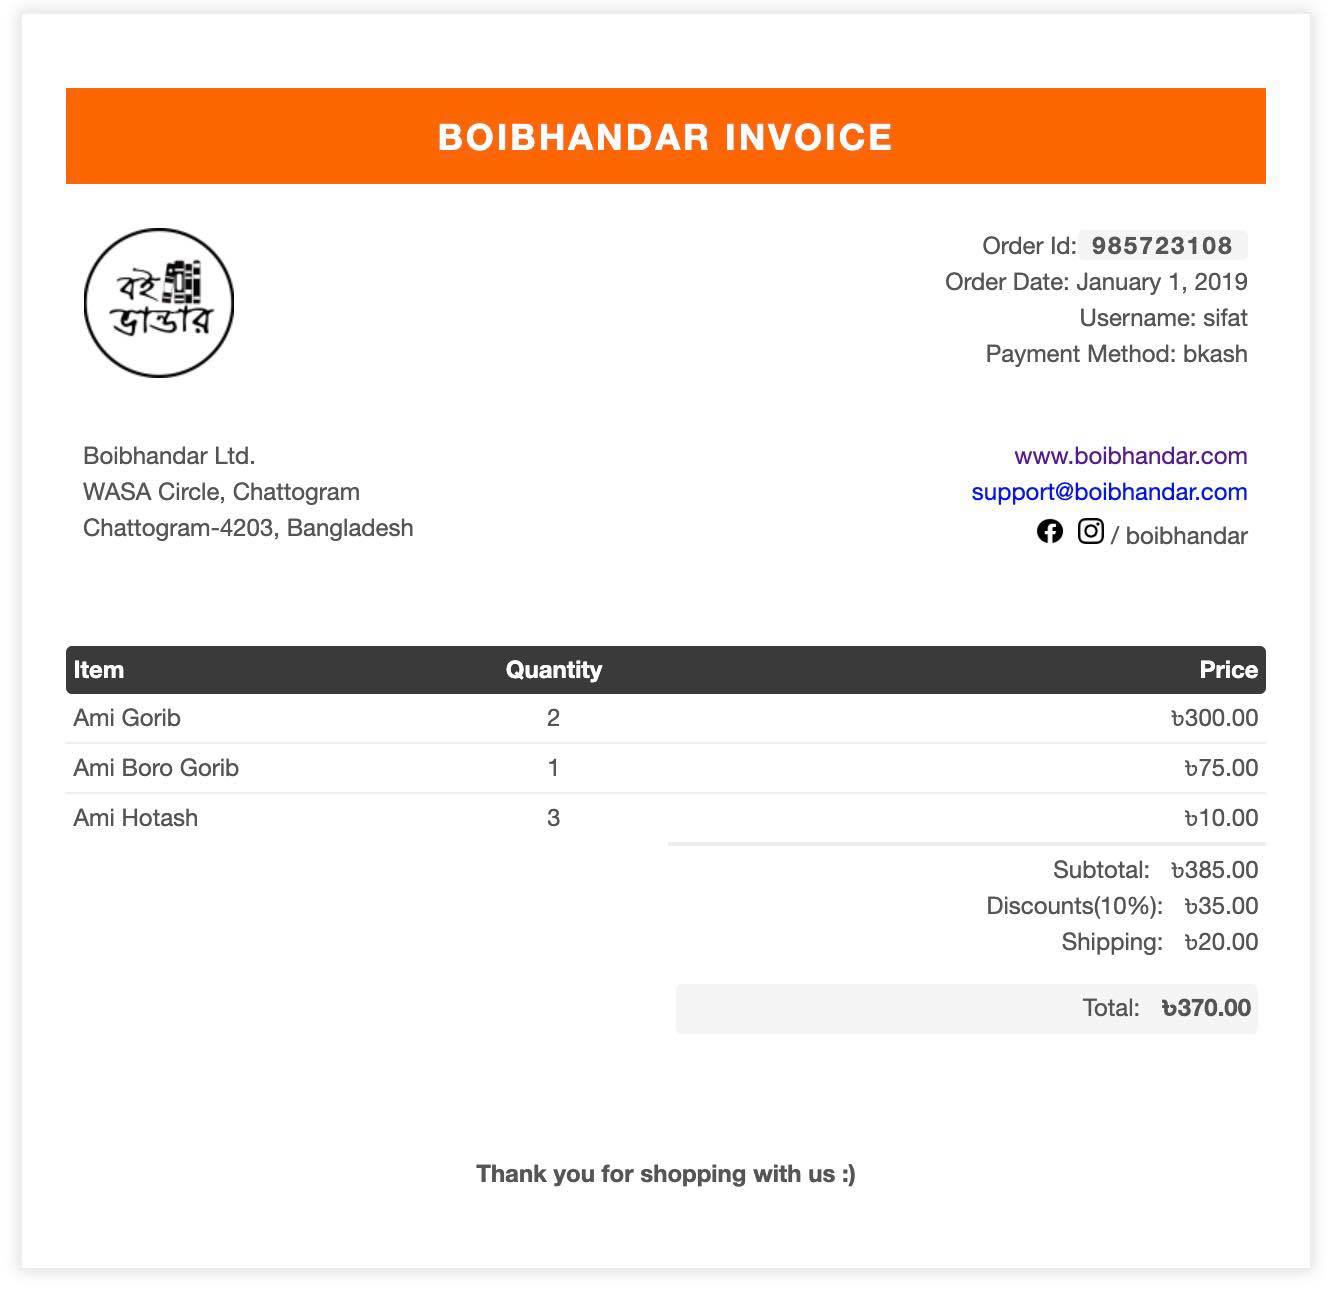 BOIBHANDAR INVOICE
বই
ভান্ডার
Order Id: 985723108
Order Date: January 1, 2019
Username: sifat
Payment Method: bkash
Boibhandar Ltd.
WASA Circle, Chattogram
Chattogram-4203, Bangladesh
www.boibhandar.com
support@boibhandar.com
/ boibhandar
Item Quantity Price
Ami Gorib 2 ৳300.00
Ami Boro Gorib 1 ৳75.00
Ami Hotash 3 ৳10.00
Subtotal: ৳385.00
Discounts(10%): ৳35.00
Shipping: ৳20.00
Total: ৳370.00
Thank you for shopping with us :)